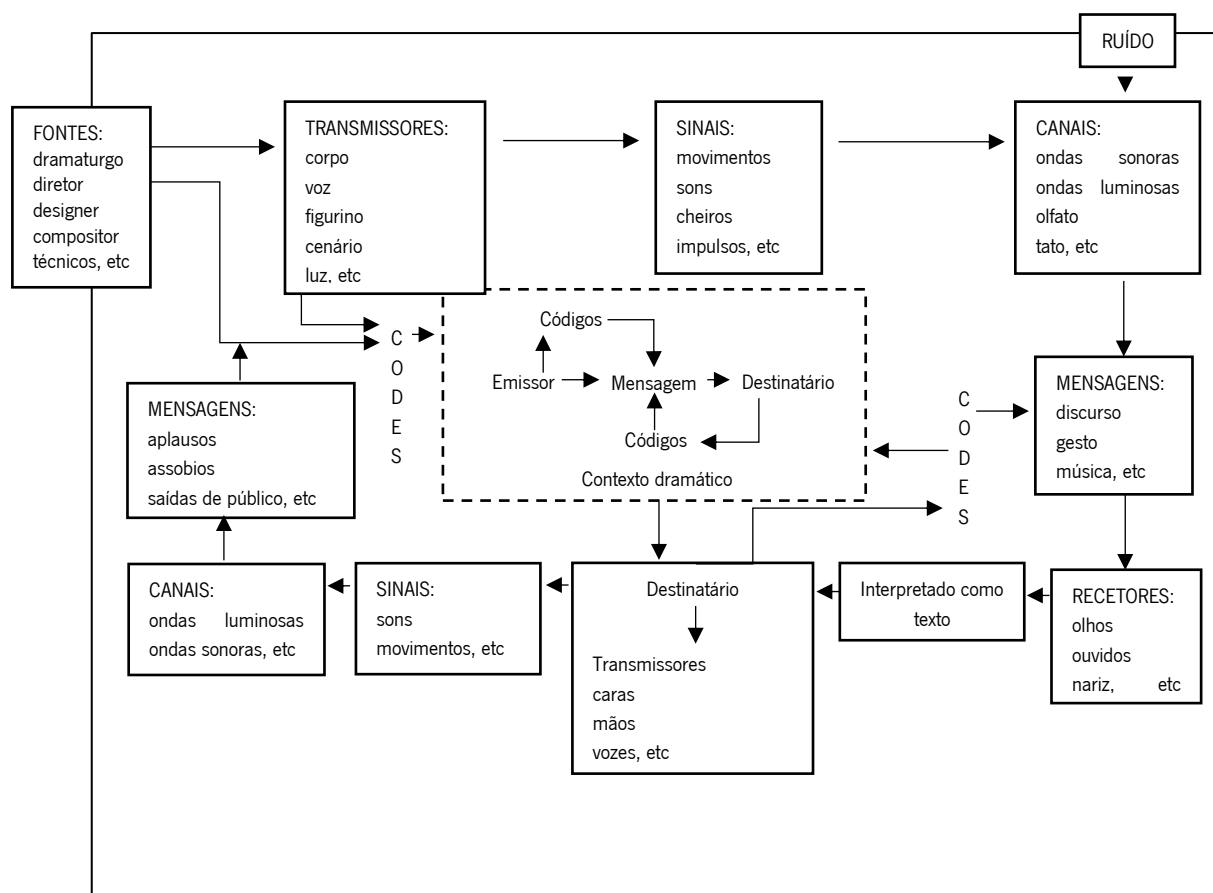 RUÍDO
FONTES:
dramaturgo
diretor
designer
compositor
técnicos, etc
TRANSMISSORES:
corpo
voz
figurino
cenário
luz, etc
SINAIS:
movimentos
sons
cheiros
impulsos, etc
CANAIS:
ondas sonoras
ondas luminosas
olfato
tato, etc
C
O
D
E
S
Códigos
Emissor
Mensagem
Destinatário
Códigos
Contexto dramático
C
O
D
E
S
MENSAGENS:
discurso
gesto
música, etc
MENSAGENS:
aplausos
assobios
saídas de público, etc
CANAIS:
ondas luminosas
ondas sonoras, etc
SINAIS:
sons
movimentos, etc
Destinatário
Transmissores
caras
mãos
vozes, etc
Interpretado como
texto
RECETORES:
olhos
ouvidos
nariz, etc